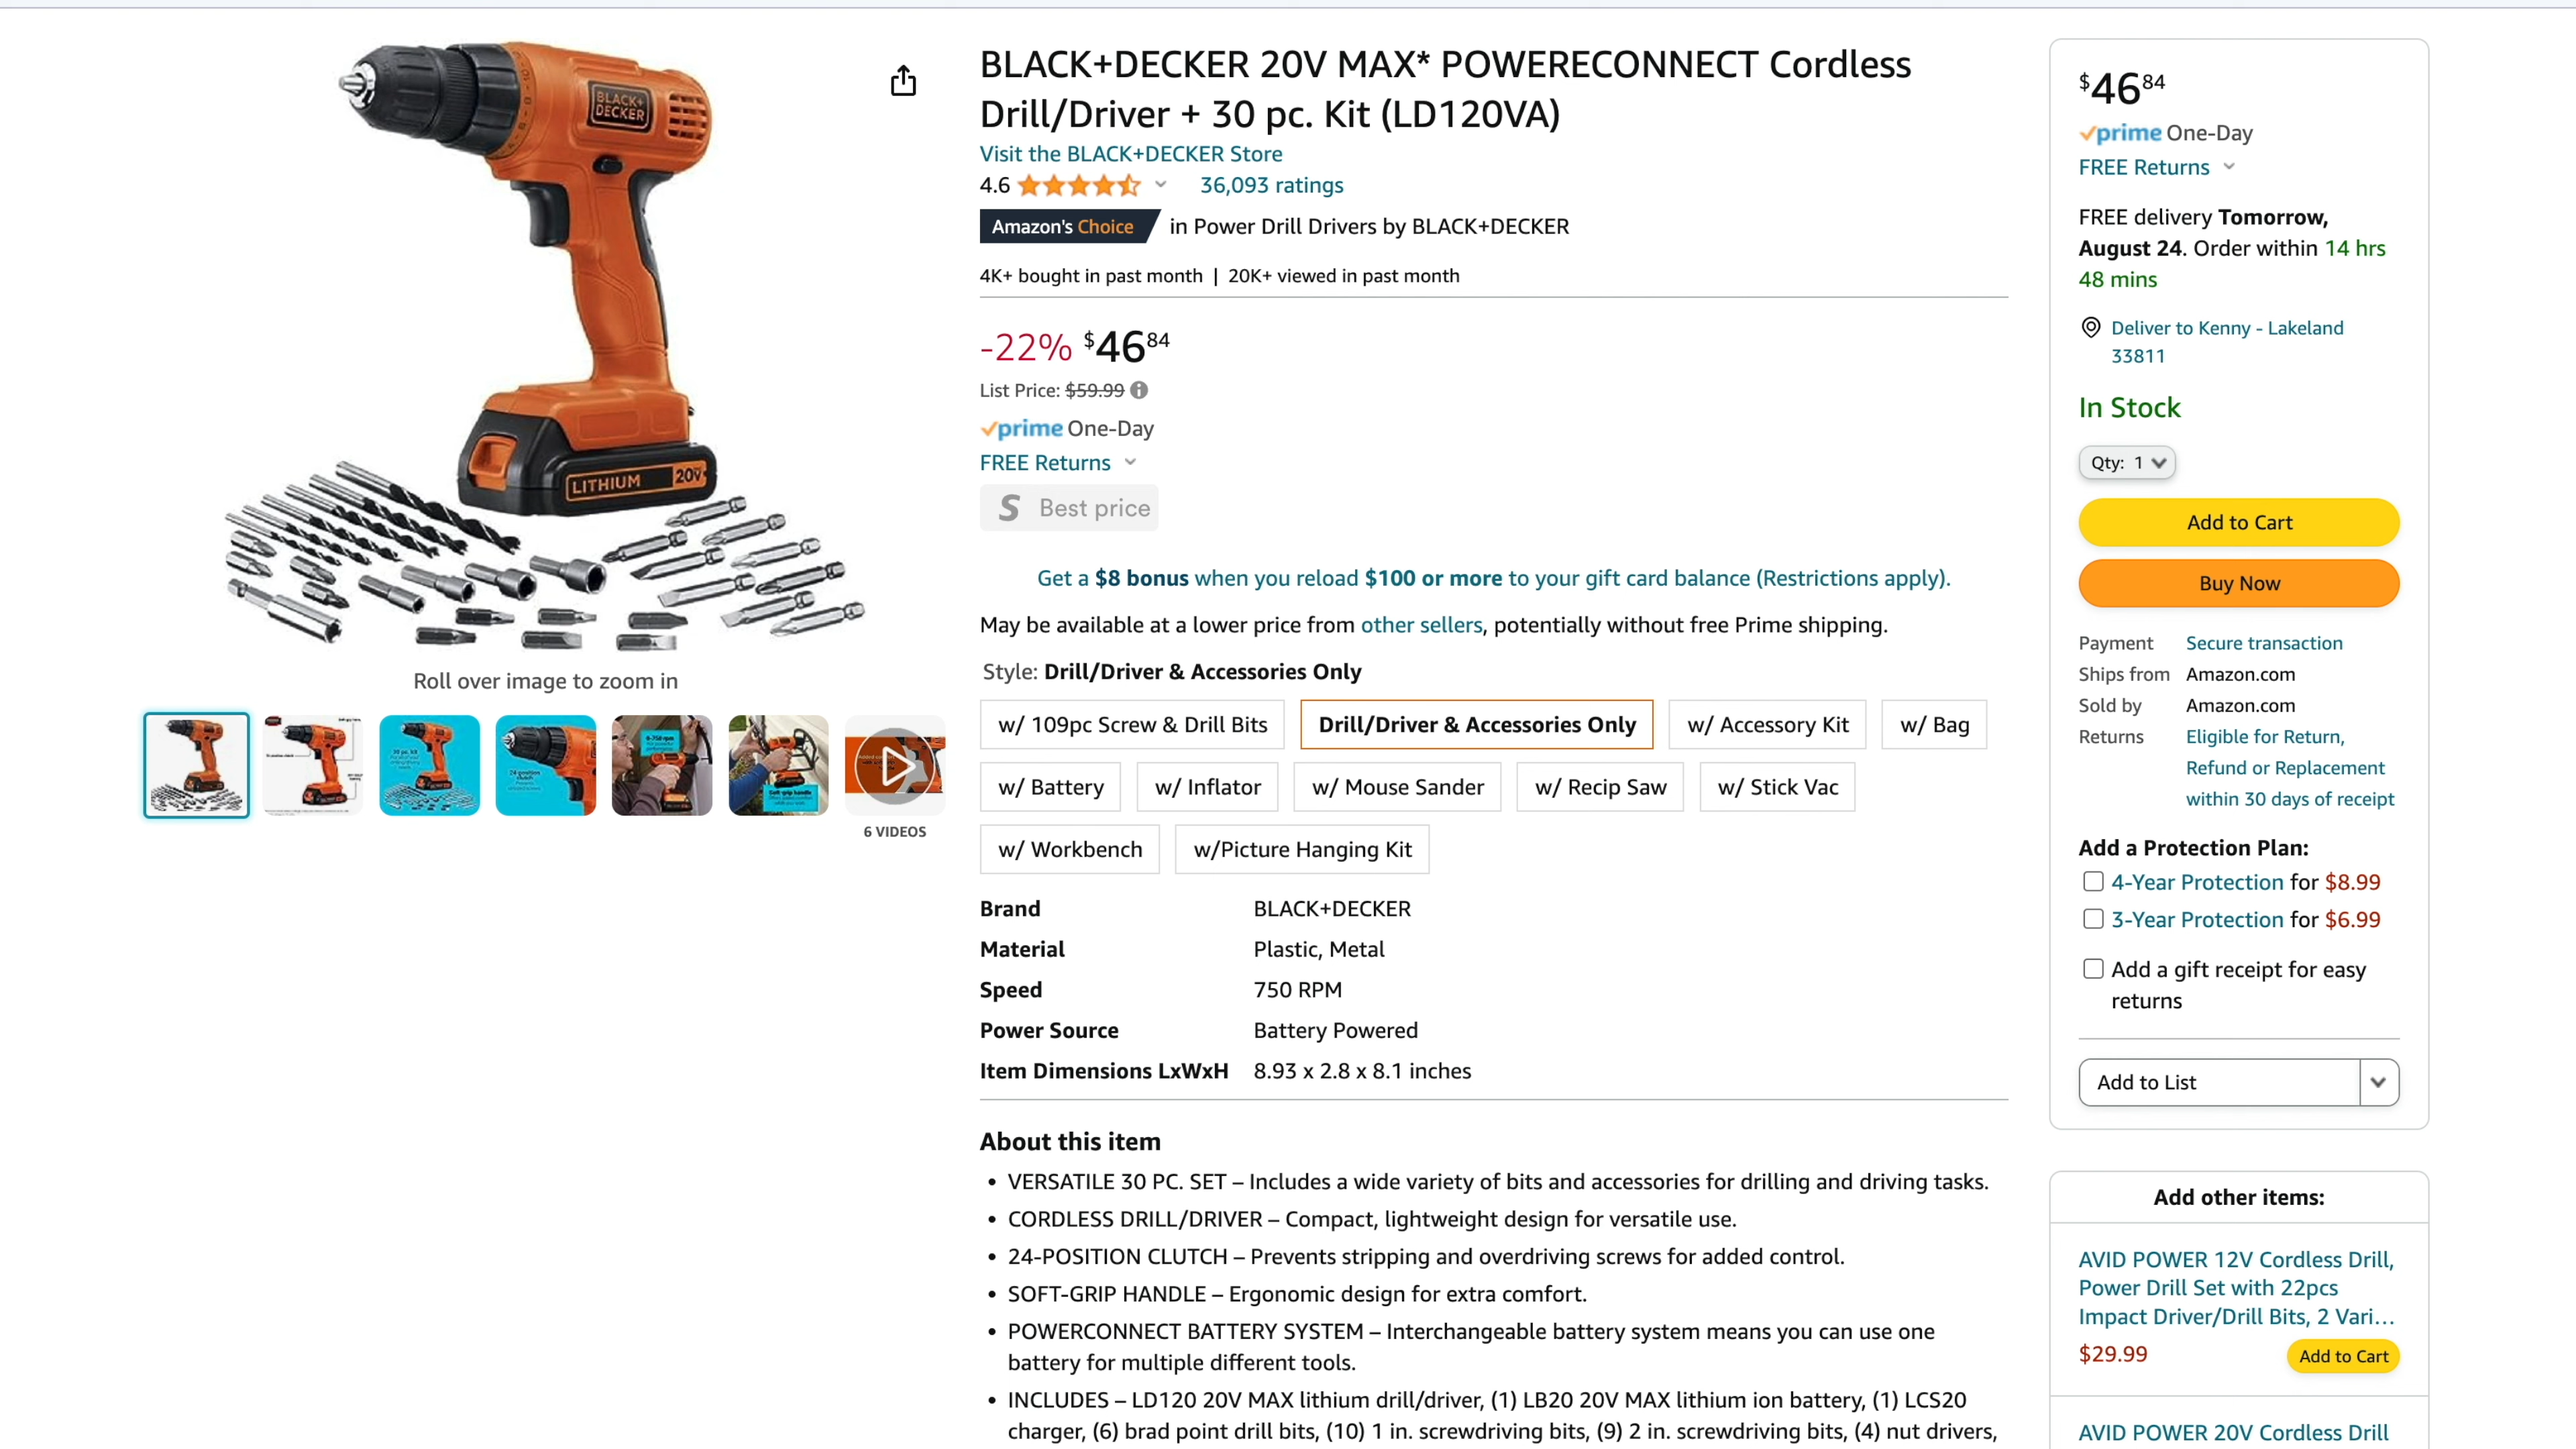 BLACK+
DECKER
LITHIUM 20V
Roll over image to zoom in
6 VIDEOS
BLACK+DECKER 20V MAX* POWERECONNECT Cordless
Drill/Driver + 30 pc. Kit (LD120VA)
Visit the BLACK+DECKER Store
4.6 36,093 ratings
Amazon's Choice in Power Drill Drivers by BLACK+DECKER
4K+ bought in past month | 20K+ viewed in past month
-22% $46 84
List Price: $59.99
prime One-Day
FREE Returns
S Best price
Get a $8 bonus when you reload $100 or more to your gift card balance (Restrictions apply).
May be available at a lower price from other sellers, potentially without free Prime shipping.
Style: Drill/Driver & Accessories Only
w/ 109pc Screw & Drill Bits Drill/Driver & Accessories Only w/ Accessory Kit w/ Bag
w/ Battery w/ Inflator w/ Mouse Sander w/ Recip Saw w/ Stick Vac
w/ Workbench w/Picture Hanging Kit
Brand BLACK+DECKER
Material Plastic, Metal
Speed 750 RPM
Power Source Battery Powered
Item Dimensions LxWxH 8.93 x 2.8 x 8.1 inches
About this item
• VERSATILE 30 PC. SET – Includes a wide variety of bits and accessories for drilling and driving tasks.
• CORDLESS DRILL/DRIVER – Compact, lightweight design for versatile use.
• 24-POSITION CLUTCH – Prevents stripping and overdriving screws for added control.
• SOFT-GRIP HANDLE – Ergonomic design for extra comfort.
• POWERCONNECT BATTERY SYSTEM – Interchangeable battery system means you can use one
battery for multiple different tools.
• INCLUDES – LD120 20V MAX lithium drill/driver, (1) LB20 20V MAX lithium ion battery, (1) LCS20
charger, (6) brad point drill bits, (10) 1 in. screwdriving bits, (9) 2 in. screwdriving bits, (4) nut drivers,
$46 84
prime One-Day
FREE Returns
FREE delivery Tomorrow,
August 24. Order within 14 hrs
48 mins
Deliver to Kenny - Lakeland
33811
In Stock
Qty: 1
Add to Cart
Buy Now
Payment Secure transaction
Ships from Amazon.com
Sold by Amazon.com
Returns Eligible for Return,
Refund or Replacement
within 30 days of receipt
Add a Protection Plan:
4-Year Protection for $8.99
3-Year Protection for $6.99
Add a gift receipt for easy
returns
Add to List
Add other items:
AVID POWER 12V Cordless Drill,
Power Drill Set with 22pcs
Impact Driver/Drill Bits, 2 Vari…
$29.99 Add to Cart
AVID POWER 20V Cordless Drill